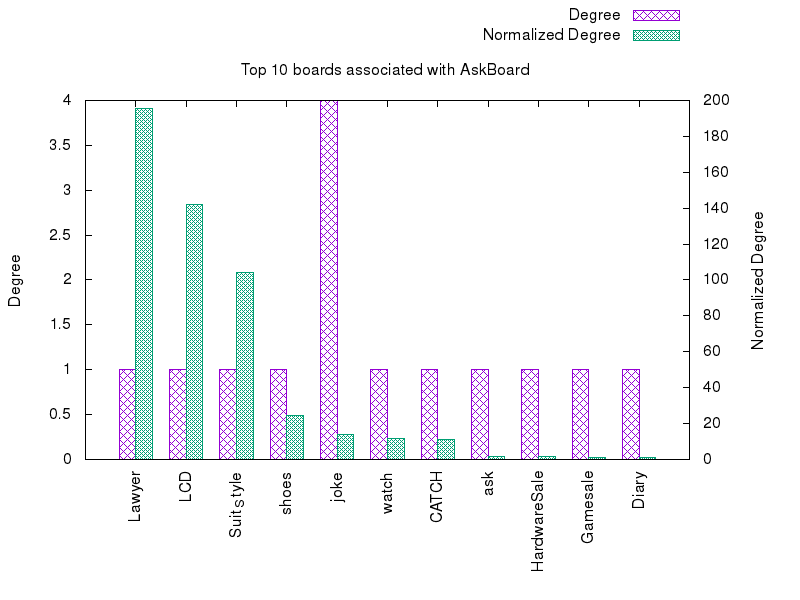 Degree
Normalized Degree
Top 10 boards associated with AskBoard
4
3.5
3
2.5
2
1.5
1
0.5
0
200
180
160
140
120
100
80
60
40
20
0
Degree
Normalized Degree
Lawyer
LCD
Suitstyle
shoes
joke
watch
CATCH
ask
HardwareSale
Gamesale
Diary